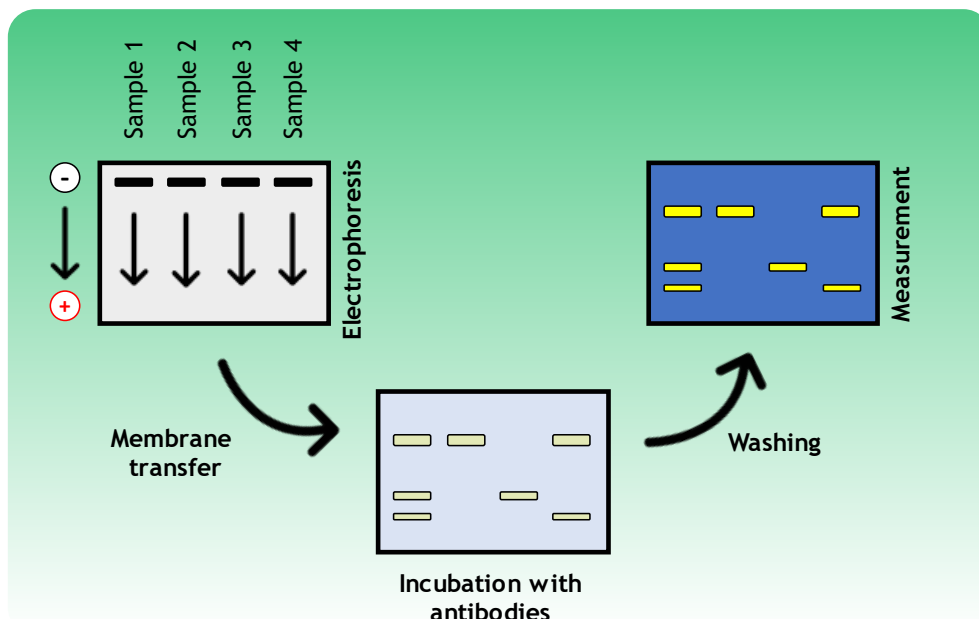 Sample 1
Sample 2
Sample 3
Sample 4
-
+
Electrophoresis
Measurement
Membrane
transfer
Washing
Incubation with
antibodies